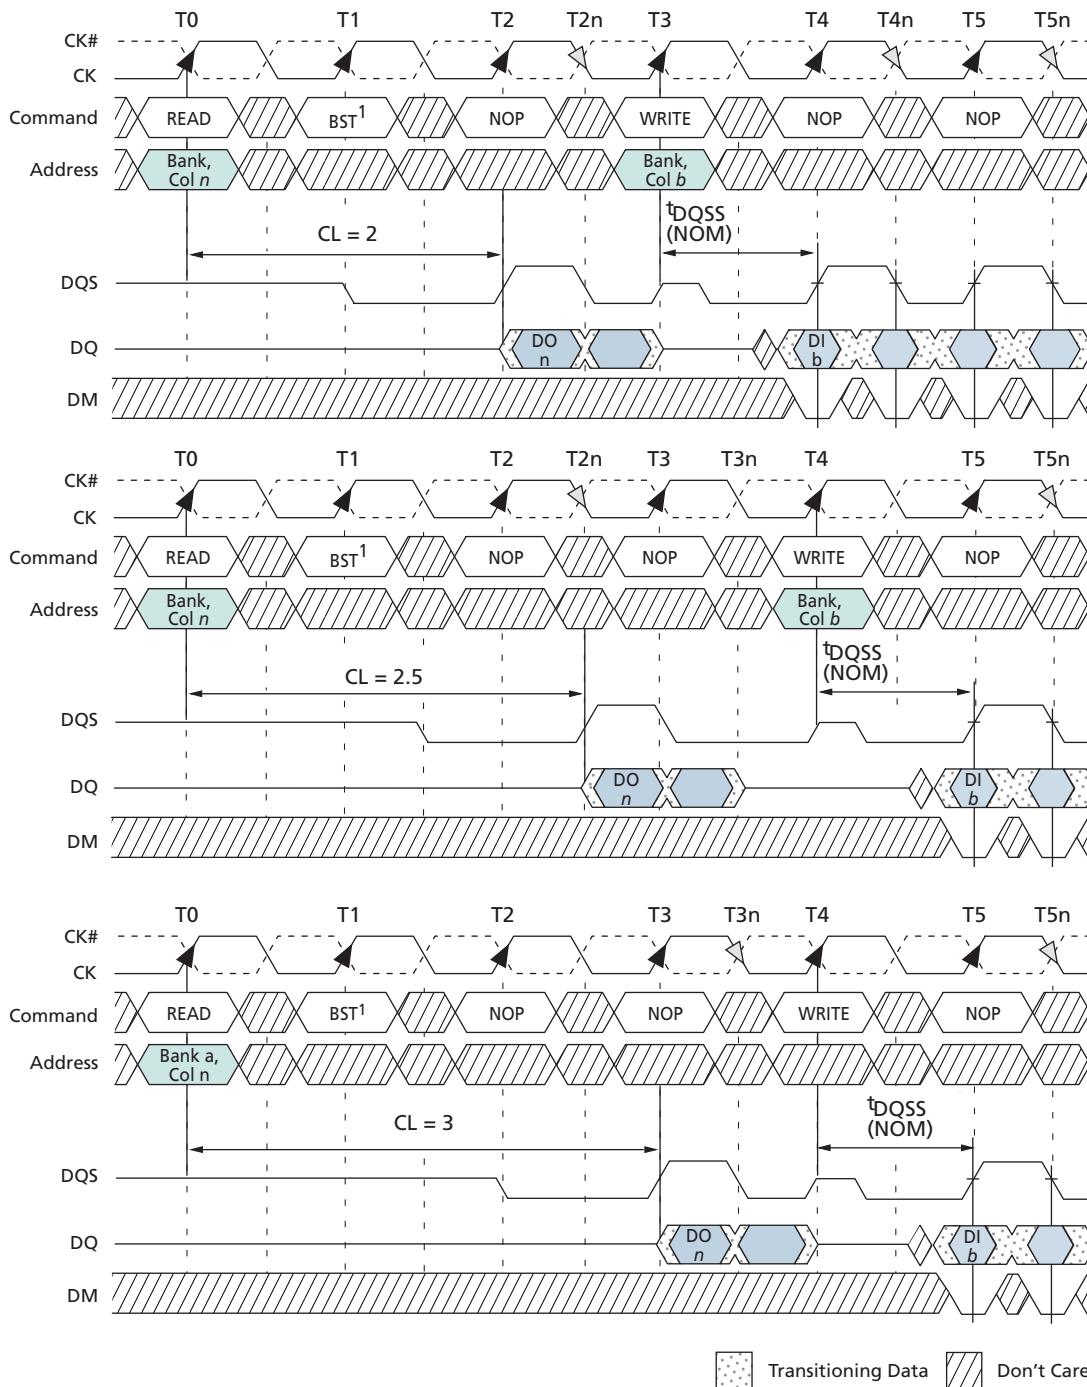 T0 T1 T2 T2n T3 T4 T4n T5 T5n
CK#
CK
Command READ BST1 NOP WRITE NOP NOP
Address Bank, Col n Bank, Col b
CL = 2
tDQSS (NOM)
DQS
DQ DO n DI b
DM
T0 T1 T2 T2n T3 T3n T4 T5 T5n
CK#
CK
Command READ BST1 NOP NOP WRITE NOP
Address Bank, Col n Bank, Col b
CL = 2.5
tDQSS (NOM)
DQS
DQ DO n DI b
DM
T0 T1 T2 T3 T3n T4 T5 T5n
CK#
CK
Command READ BST1 NOP NOP WRITE NOP
Address Bank a, Col n
CL = 3
tDQSS (NOM)
DQS
DQ DO n DI b
DM
Transitioning Data Don't Care